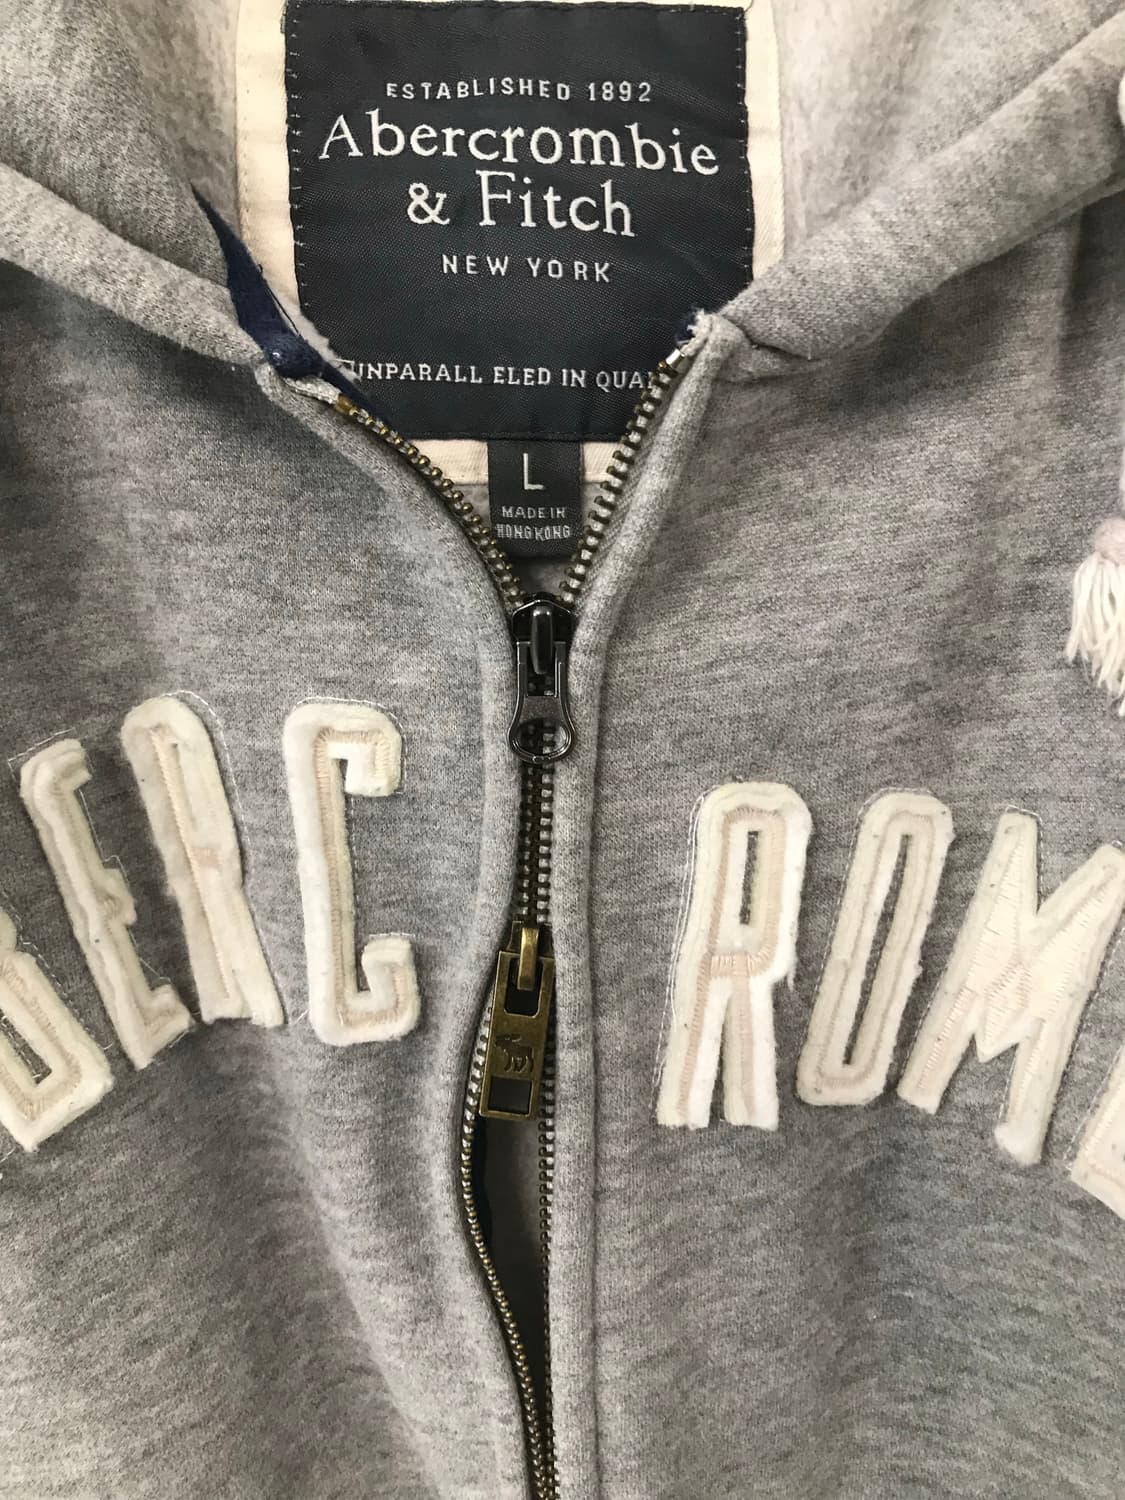 ESTABLISHED 1892
Abercrombie
& Fitch
NEW YORK
UNPARALL ELED IN QUA
L
MADE IN
HONG KONG
BERC ROM